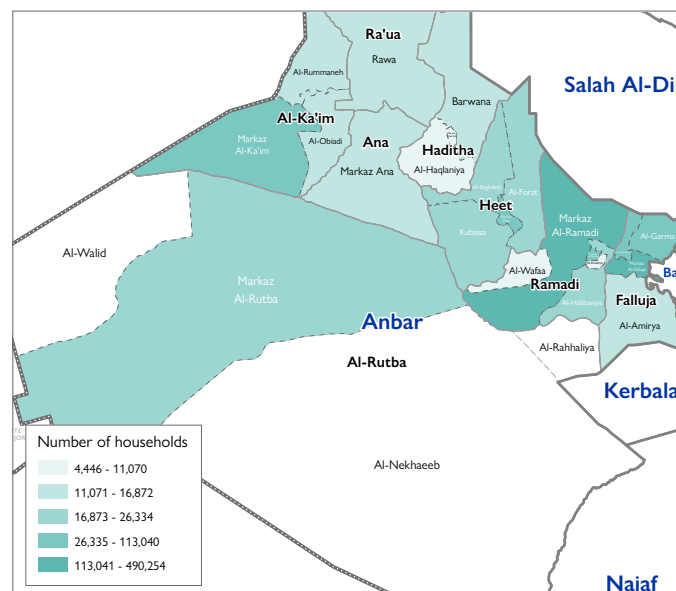 Ra'ua
Rawa
Al-Rummaneh
Salah Al-Di
Barwana
Al-Ka'im
Markaz
Al-Ka'im
Al-Obiadi
Ana
Markaz Ana
Haditha
Al-Haqlaniya
Al-Baghdady
Al-Forat
Heet
Kubaisa
Markaz
Al-Ramadi
Al-Garma
Al-Walid
Al-Wafaa
Ramadi
Ba
Markaz
Al-Rutba
Al-Habbaniya
Falluja
Al-Amirya
Anbar
Al-Rahhaliya
Al-Rutba
Kerbala
Number of households
4,446 - 11,070
11,071 - 16,872
16,873 - 26,334
26,335 - 113,040
113,041 - 490,254
Al-Nekhaeeb
Najaf